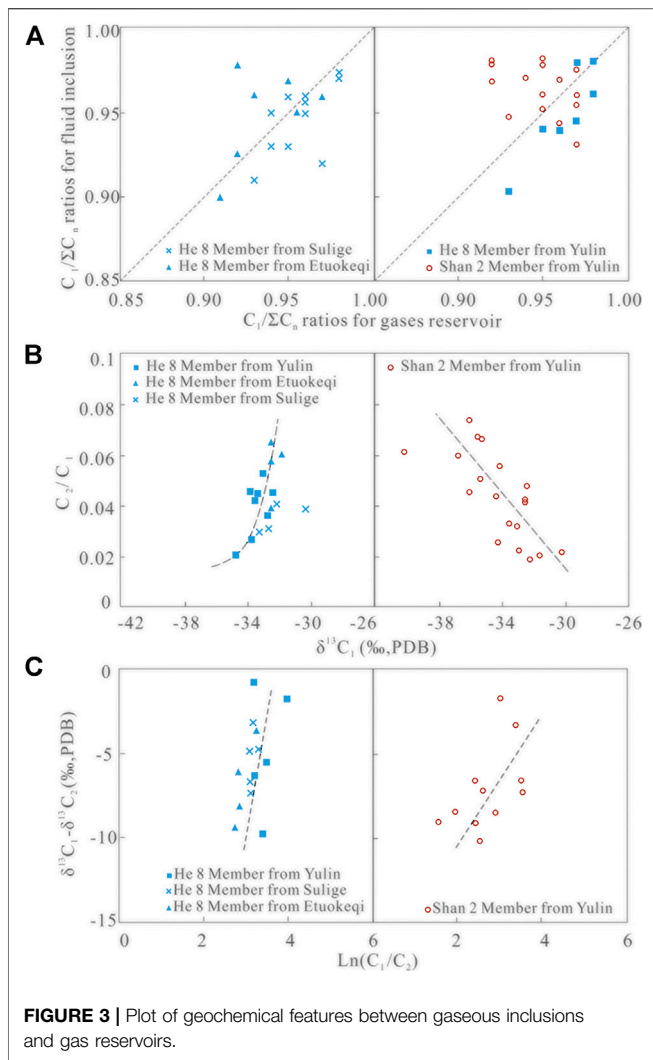 A
C1/ΣCn ratios for fluid inclusion
1.00
0.95
0.90
0.85
× He 8 Member from Sulige
▲ He 8 Member from Etuokeqi
■ He 8 Member from Yulin
○ Shan 2 Member from Yulin
0.85 0.90 0.95 1.00 0.90 0.95 1.00
C1/ΣCn ratios for gases reservoir
B
C2/C1
0.1
0.08
0.06
0.04
0.02
0
■ He 8 Member from Yulin
▲ He 8 Member from Etuokeqi
× He 8 Member from Sulige
○ Shan 2 Member from Yulin
-42 -38 -34 -30 -26 -38 -34 -30 -26
δ13C1 (‰,PDB)
C
δ13C1-δ13C2(‰,PDB)
0
-5
-10
-15
■ He 8 Member from Yulin
× He 8 Member from Sulige
▲ He 8 Member from Etuokeqi
○ Shan 2 Member from Yulin
0 2 4 6 2 4 6
Ln(C1/C2)
FIGURE 3 | Plot of geochemical features between gaseous inclusions
and gas reservoirs.